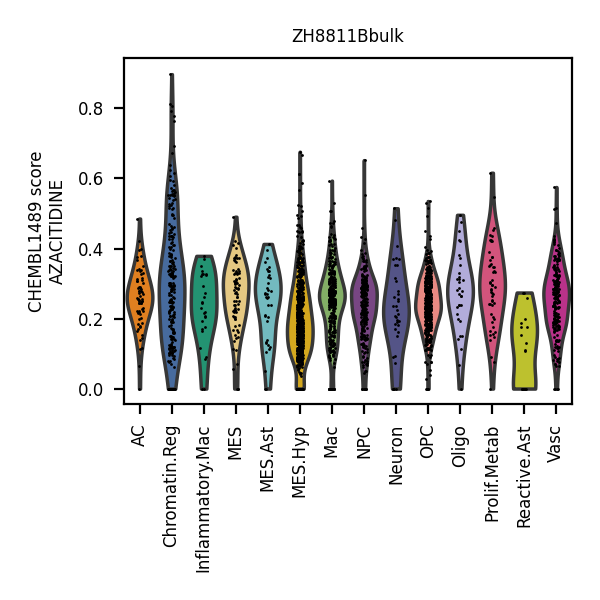 ZH8811Bbulk
CHEMBL1489 score
AZACITIDINE
0.8
0.6
0.4
0.2
0.0
AC
Chromatin.Reg
Inflammatory.Mac
MES
MES.Ast
MES.Hyp
Mac
NPC
Neuron
OPC
Oligo
Prolif.Metab
Reactive.Ast
Vasc